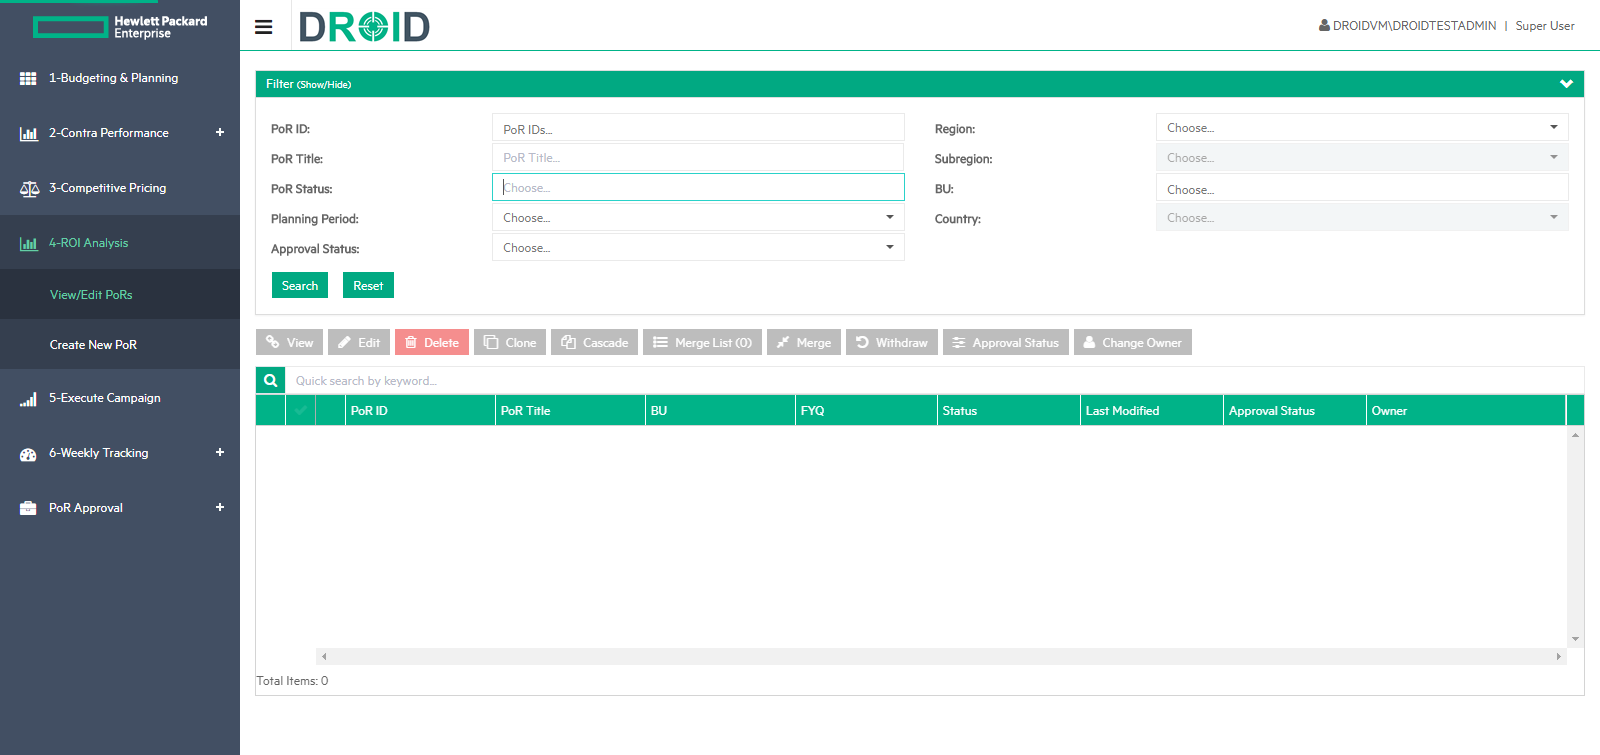 Hewlett Packard
Enterprise
DROID
DROIDVM\DROIDTESTADMIN | Super User
1-Budgeting & Planning
2-Contra Performance +
3-Competitive Pricing
4-ROI Analysis
View/Edit PoRs
Create New PoR
5-Execute Campaign
6-Weekly Tracking +
PoR Approval +
Filter (Show/Hide)
PoR ID: PoR IDs...
Region: Choose...
PoR Title: PoR Title...
Subregion: Choose...
PoR Status: Choose...
BU: Choose...
Planning Period: Choose...
Country: Choose...
Approval Status: Choose...
Search Reset
View Edit Delete Clone Cascade Merge List (0) Merge Withdraw Approval Status Change Owner
Quick search by keyword...
PoR ID PoR Title BU FYQ Status Last Modified Approval Status Owner
Total Items: 0